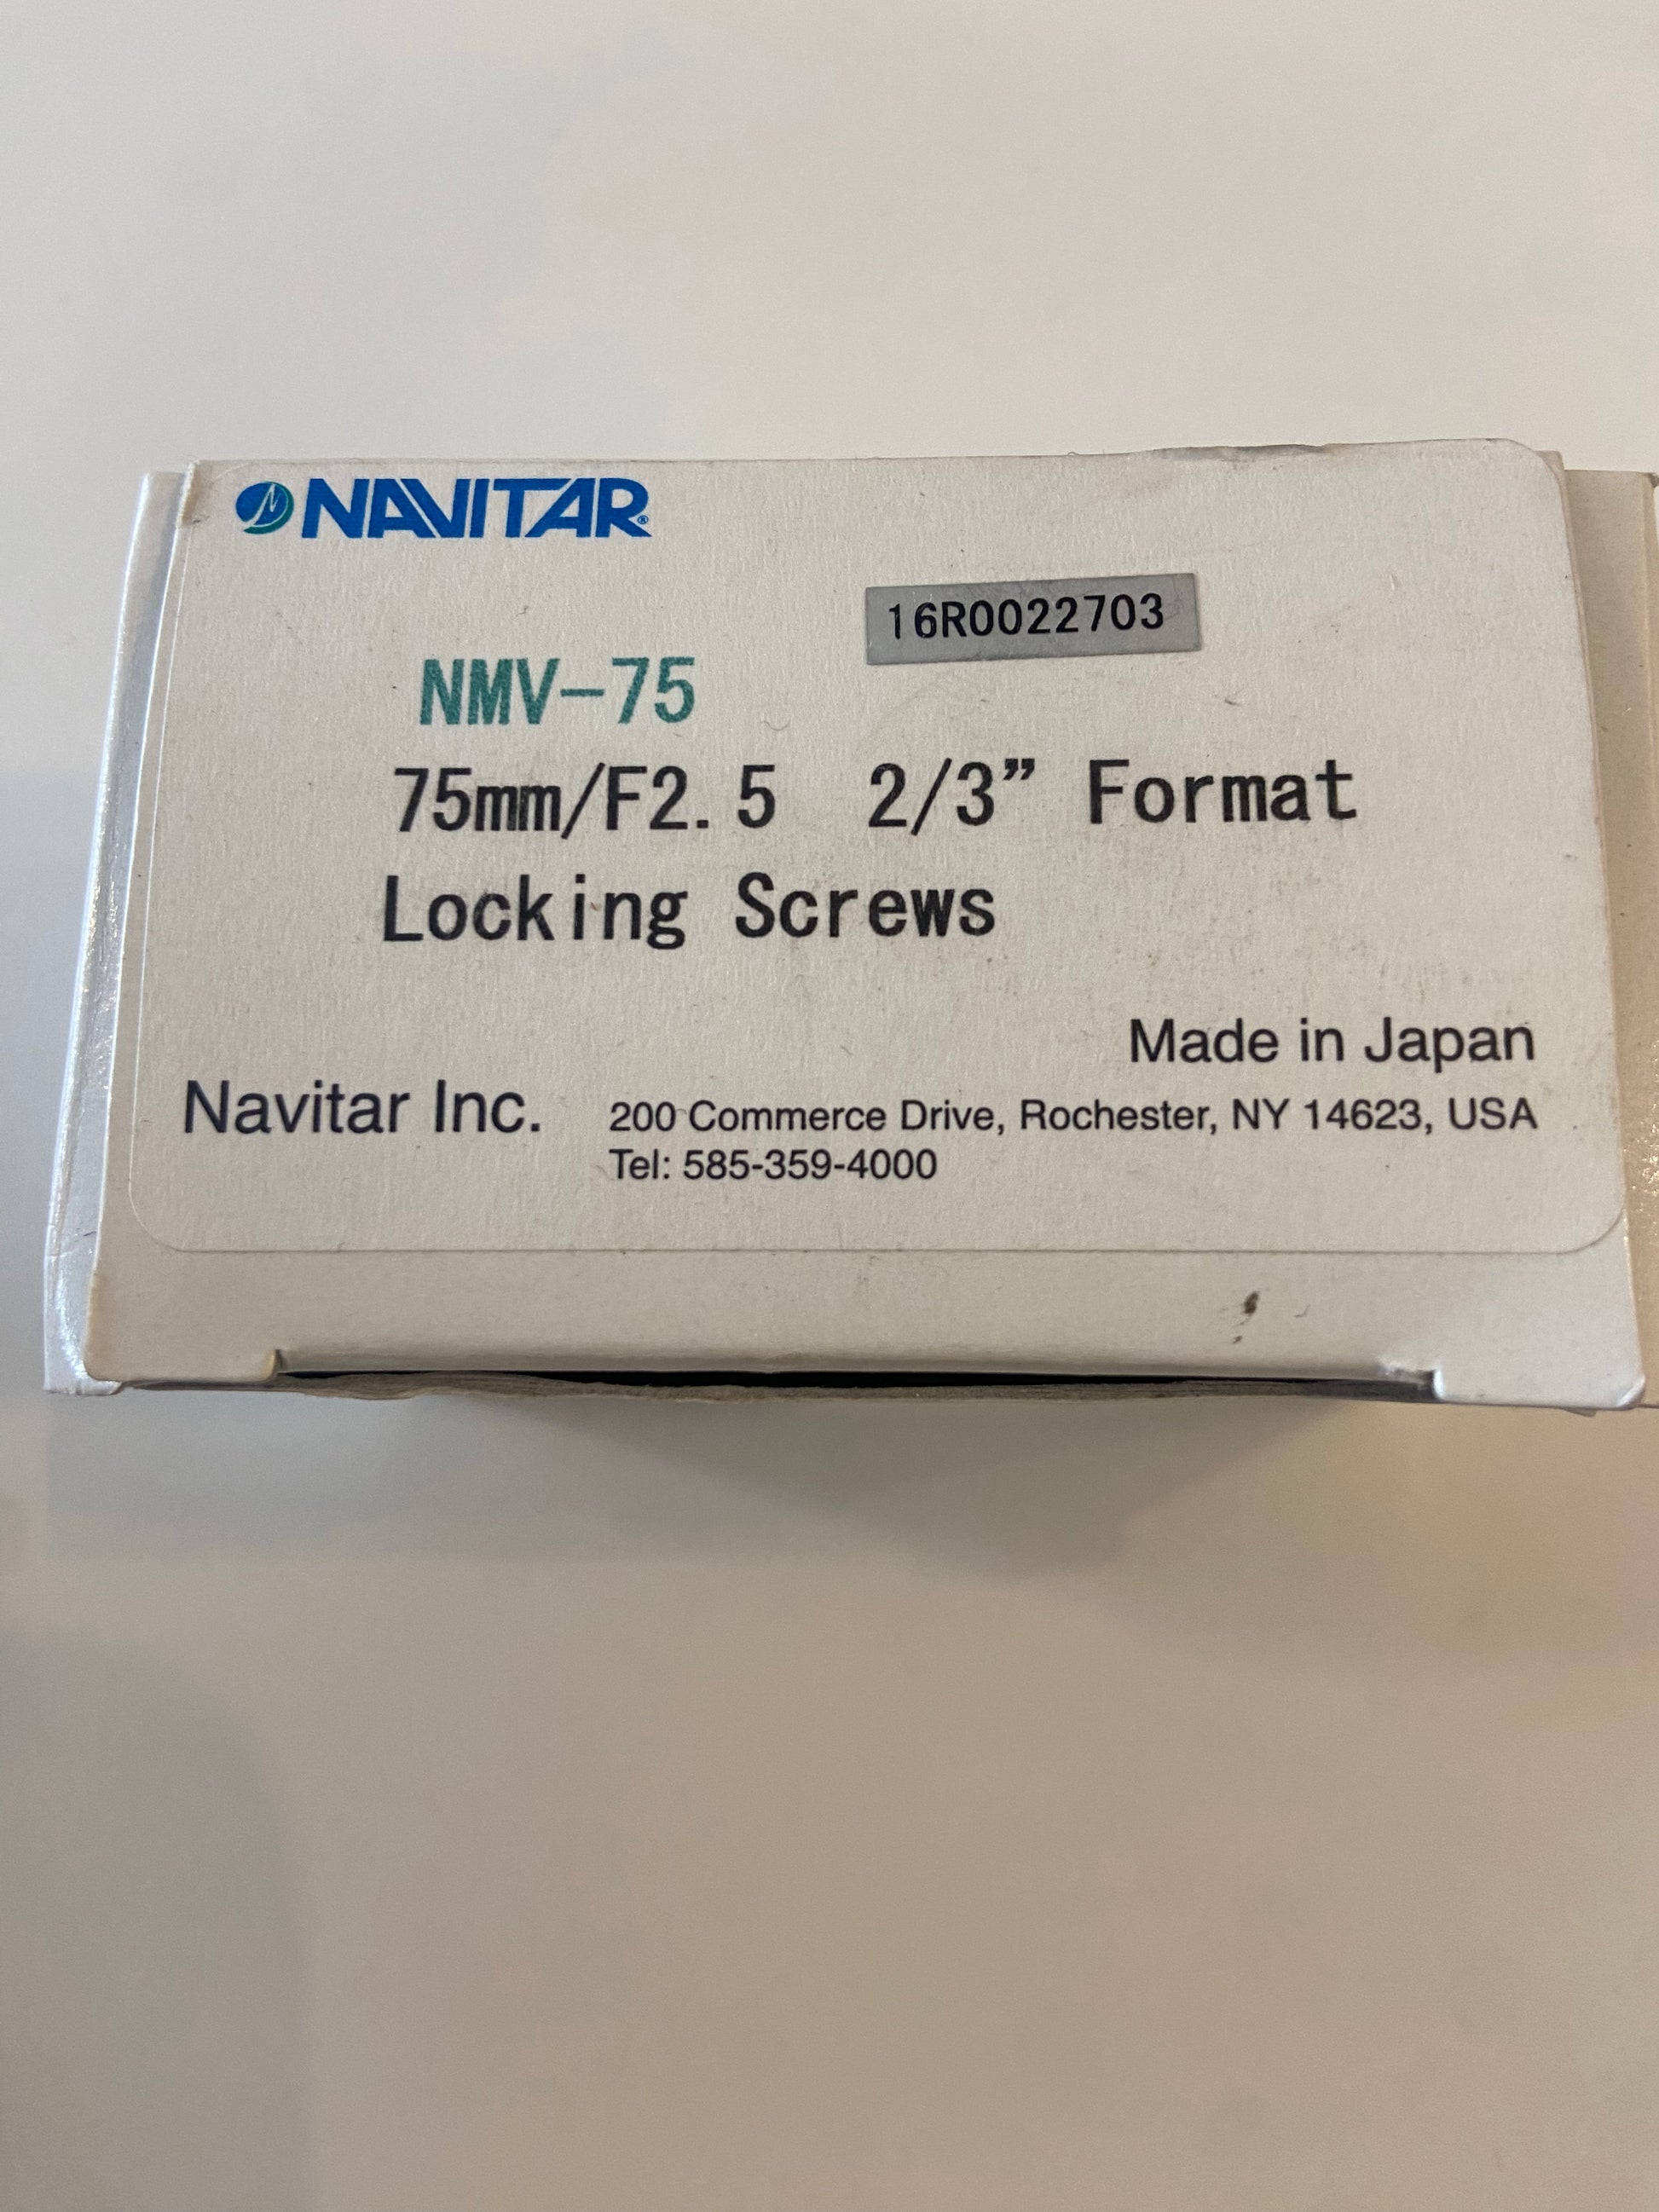 NAVITAR®
16R0022703
NMV-75
75mm/F2.5 2/3” Format
Locking Screws
Made in Japan
Navitar Inc. 200 Commerce Drive, Rochester, NY 14623, USA
Tel: 585-359-4000